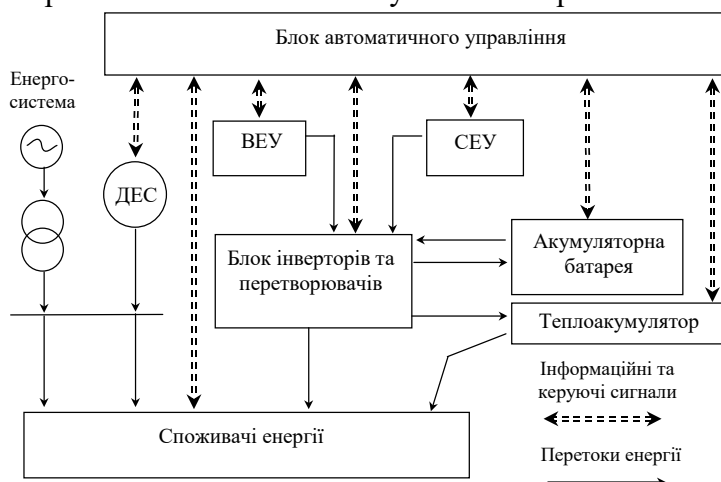 Блок автоматичного управління
Енерго-
система
ВЕУ
СЕУ
ДЕС
Блок інверторів та
перетворювачів
Акумуляторна
батарея
Теплоакумулятор
Інформаційні та
керуючі сигнали
Споживачі енергії
Перетоки енергії